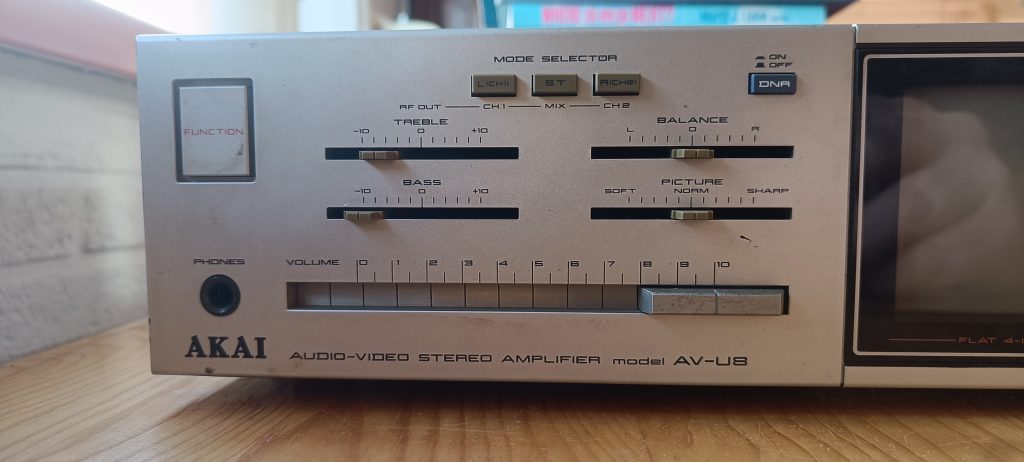 MODE SELECTOR
L(CH1) ST R(CH2)
RF OUT CH1 MIX CH2
ON
OFF
DNR
FUNCTION
TREBLE
-10 0 +10
BALANCE
L 0 R
BASS
-10 0 +10
PICTURE
SOFT NORM SHARP
PHONES
VOLUME 0 1 2 3 4 5 6 7 8 9 10
AKAI
AUDIO-VIDEO STEREO AMPLIFIER model AV-U8
FLAT 4-